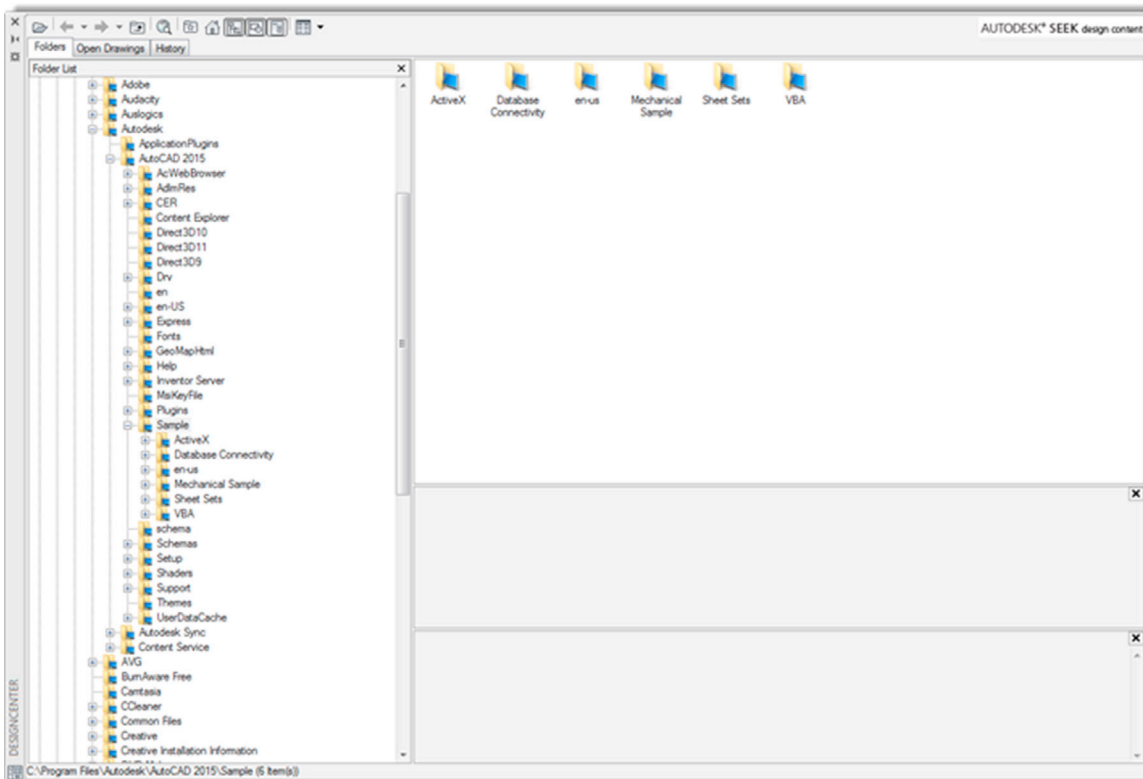 AUTODESK® SEEK design content
Folders Open Drawings History
Folder List
Adobe
Audacity
Auslogics
Autodesk
ApplicationPlugins
AutoCAD 2015
AcWebBrowser
AdlmRes
CER
Content Explorer
Direct3D10
Direct3D11
Direct3D9
Drv
en
en-US
Express
Fonts
GeoMapHtml
Help
Inventor Server
MsiKeyFile
Plugins
Sample
ActiveX
Database Connectivity
en-us
Mechanical Sample
Sheet Sets
VBA
schema
Schemas
Setup
Shaders
Support
Themes
UserDataCache
Autodesk Sync
Content Service
AVG
BurnAware Free
Camtasia
CCleaner
Common Files
Creative
Creative Installation Information
ActiveX
Database
Connectivity
en-us
Mechanical
Sample
Sheet Sets
VBA
DESIGNCENTER
C:\Program Files\Autodesk\AutoCAD 2015\Sample (6 Item(s))